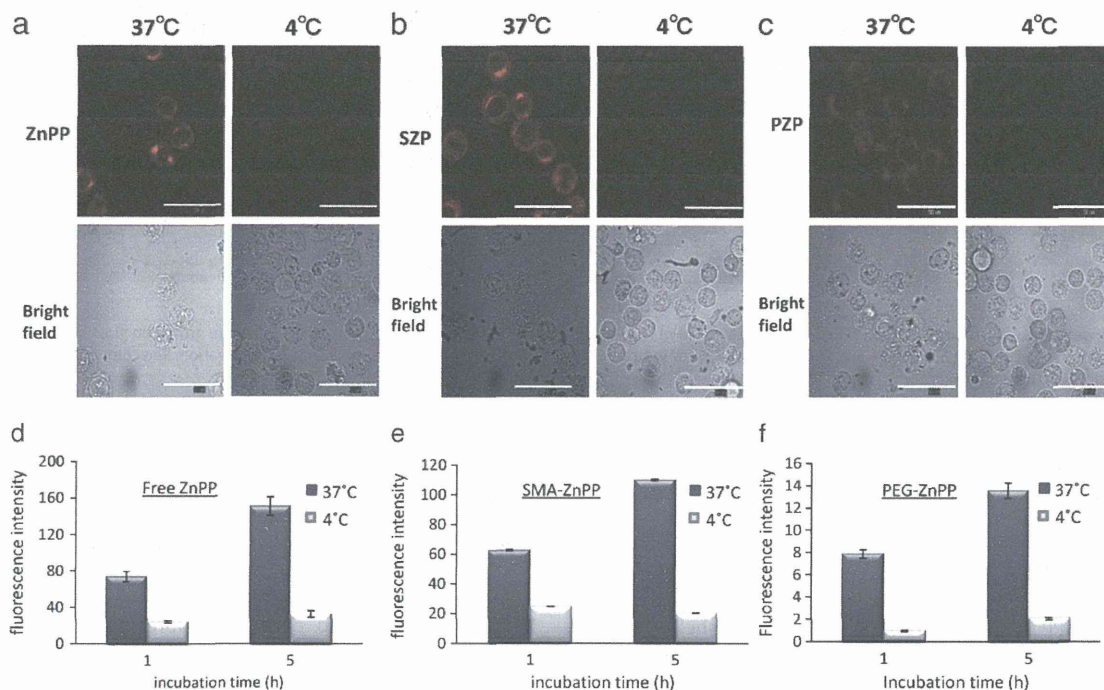 a 37°C 4°C b 37°C 4°C c 37°C 4°C
ZnPP SZP PZP
Bright field Bright field Bright field
d
Free ZnPP
37°C
4°C
fluorescence intensity
200
160
120
80
40
0
1 5
incubation time (h)
e
SMA-ZnPP
37°C
4°C
fluorescence intensity
120
100
80
60
40
20
0
1 5
incubation time (h)
f
PEG-ZnPP
37°C
4°C
Fluorescence intensity
16
14
12
10
8
6
4
2
0
1 5
Incubation time (h)